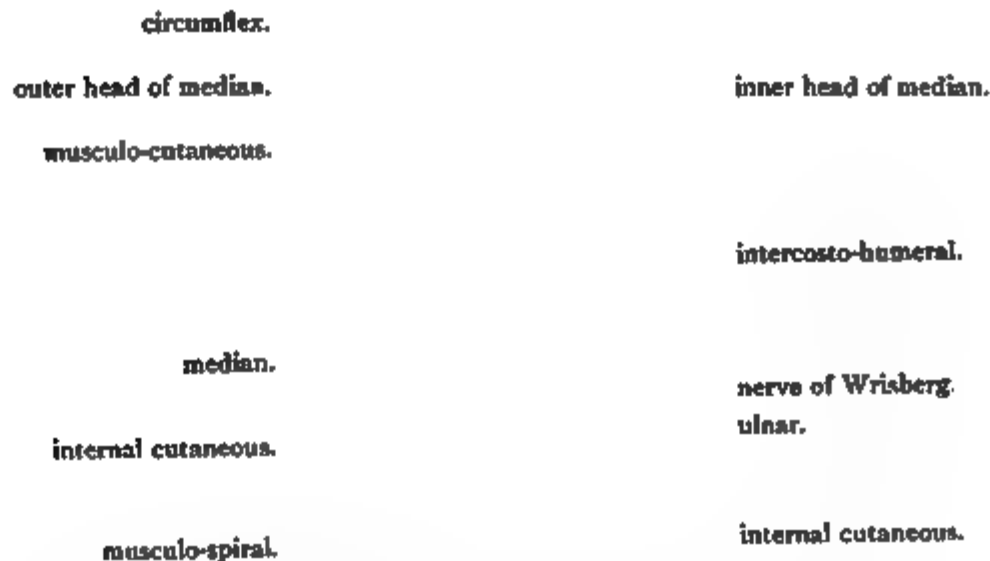 circumflex.
outer head of median.
inner head of median.
musculo-cutaneous.
intercosto-humeral.
median.
nerve of Wrisberg.
ulnar.
internal cutaneous.
internal cutaneous.
musculo-spiral.